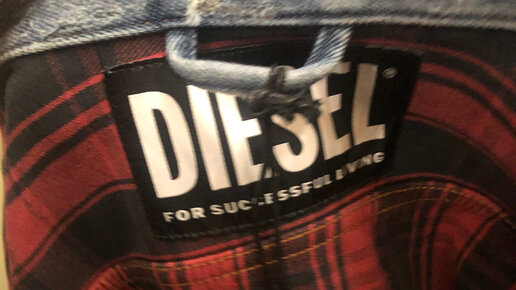 DIESEL®
FOR SUCCESSFUL LIVING